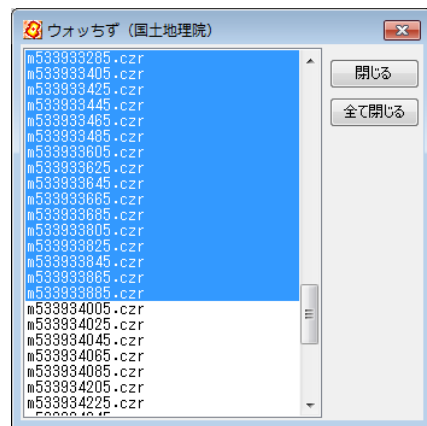 ウォッちず（国土地理院）
m533933285.czr
m533933405.czr
m533933425.czr
m533933445.czr
m533933465.czr
m533933485.czr
m533933605.czr
m533933625.czr
m533933645.czr
m533933665.czr
m533933685.czr
m533933805.czr
m533933825.czr
m533933845.czr
m533933865.czr
m533933885.czr
m533934005.czr
m533934025.czr
m533934045.czr
m533934065.czr
m533934085.czr
m533934205.czr
m533934225.czr
閉じる
全て閉じる